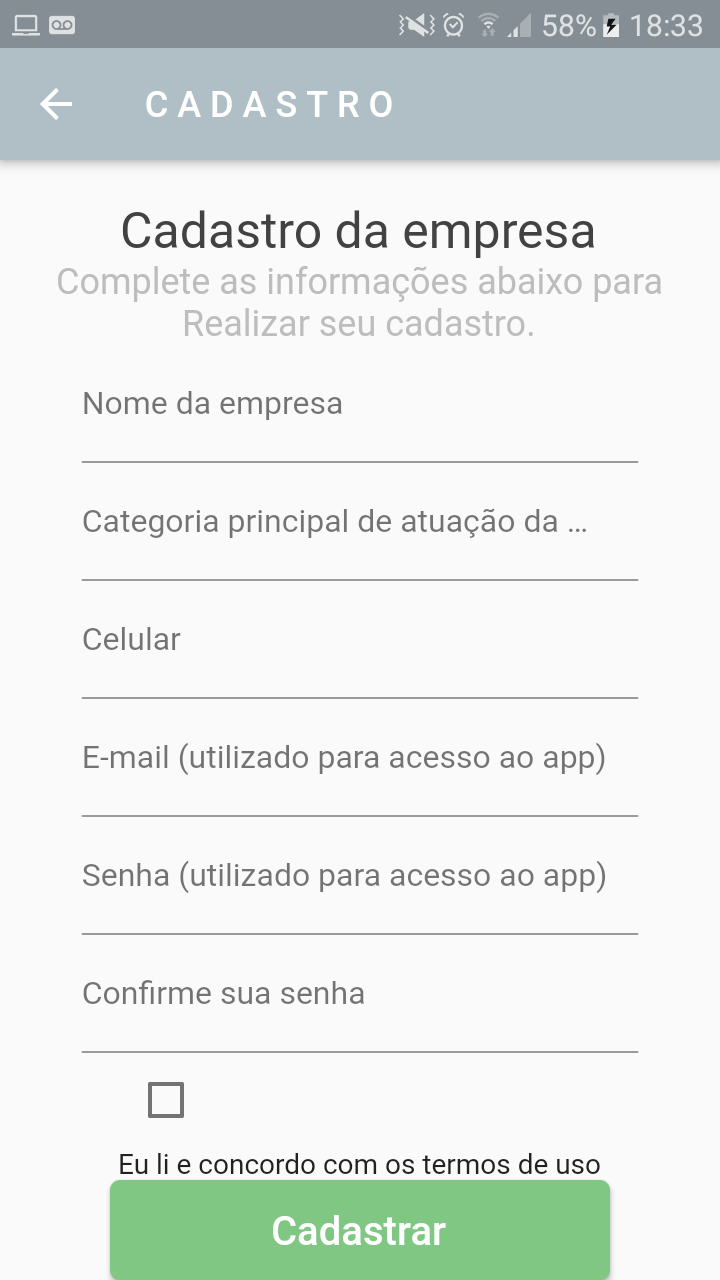 58% 18:33
CADASTRO
Cadastro da empresa
Complete as informações abaixo para
Realizar seu cadastro.
Nome da empresa
Categoria principal de atuação da ...
Celular
E-mail (utilizado para acesso ao app)
Senha (utilizado para acesso ao app)
Confirme sua senha
Eu li e concordo com os termos de uso
Cadastrar